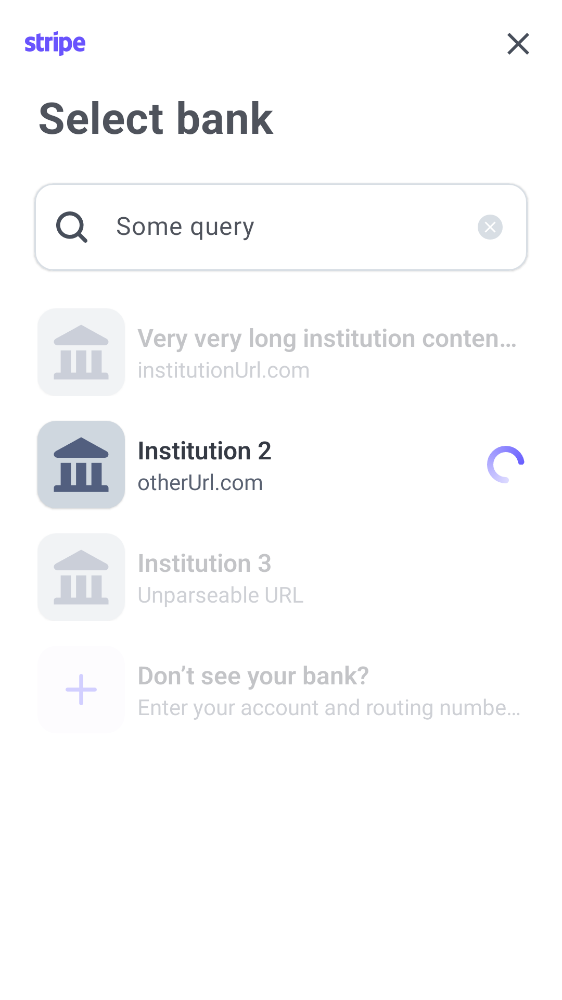 stripe
Select bank
Some query
Very very long institution conten...
institutionUrl.com
Institution 2
otherUrl.com
Institution 3
Unparseable URL
Don’t see your bank?
Enter your account and routing numbe...